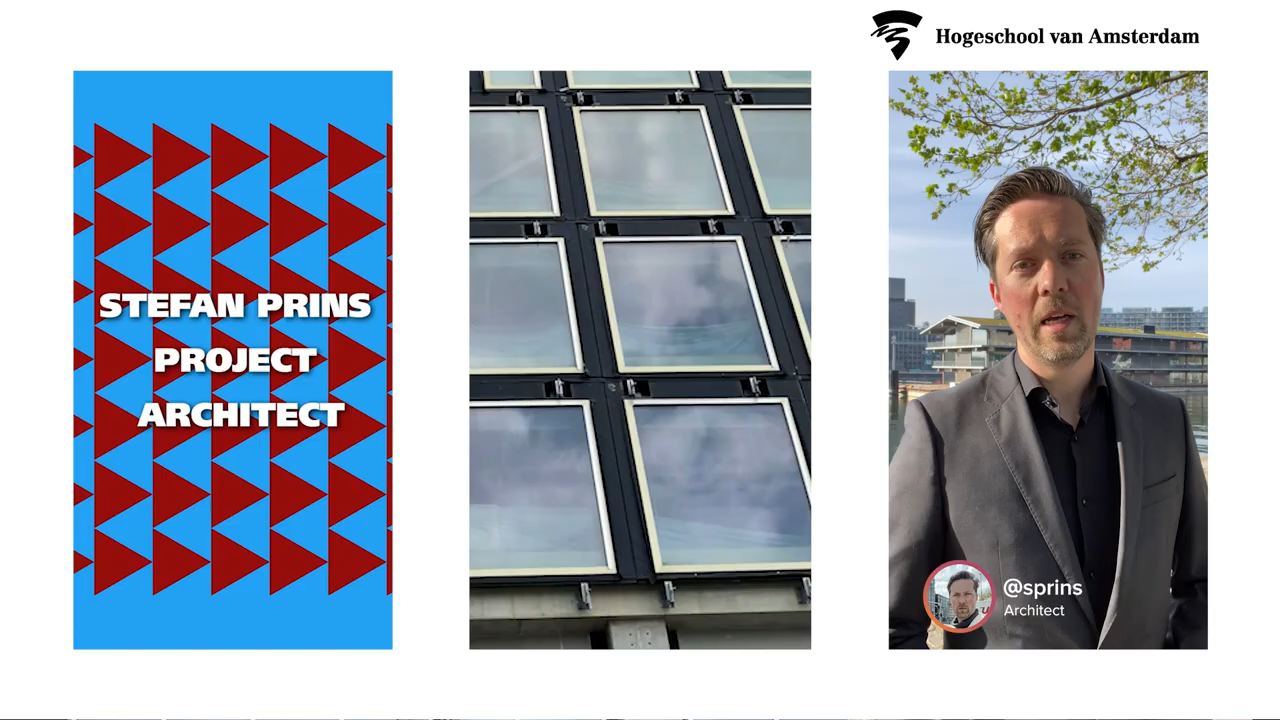 Hogeschool van Amsterdam
STEFAN PRINS
PROJECT
ARCHITECT
@sprins
Architect